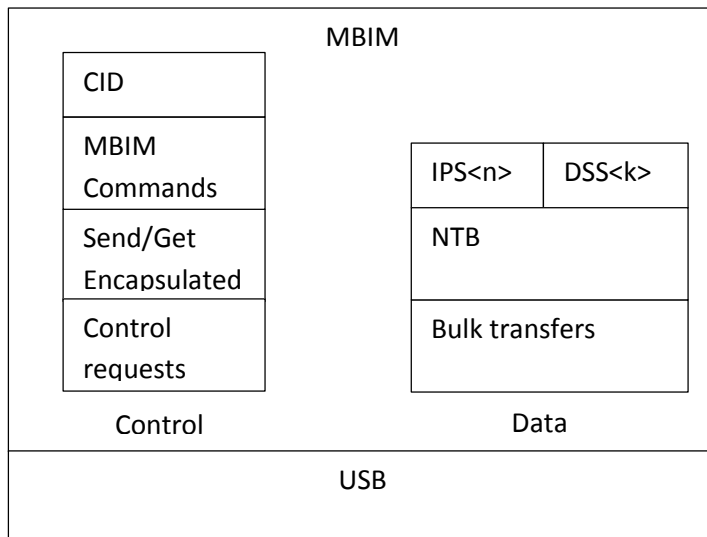 MBIM
CID
MBIM
Commands
Send/Get
Encapsulated
Control
requests
Control
IPS<n>
DSS<k>
NTB
Bulk transfers
Data
USB